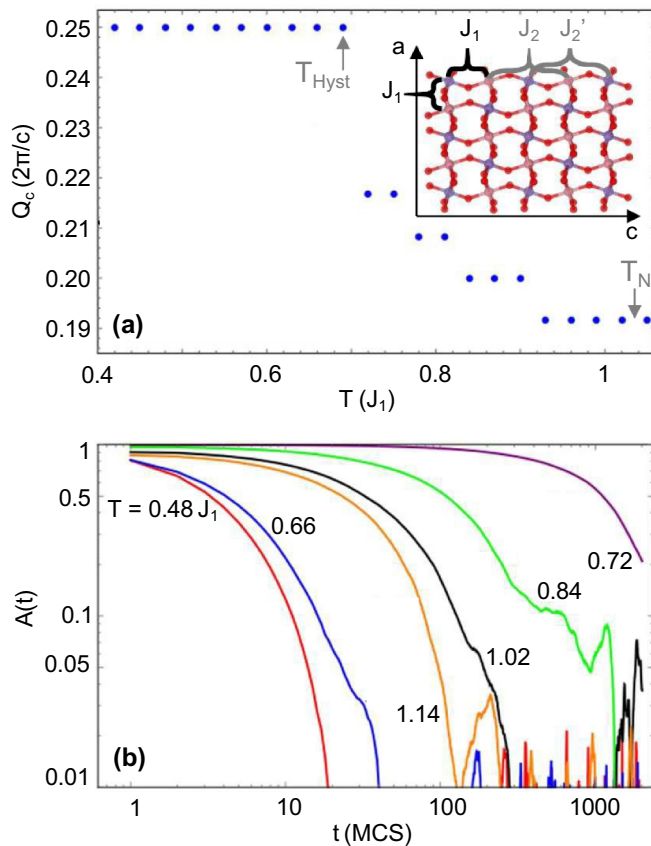 0.25
0.24
0.23
0.22
0.21
0.20
0.19
Q_c (2π/c)
T_Hyst
a
J_1 J_2 J_2'
J_1
c
T_N
(a)
0.4 0.6 0.8 1
T (J_1)
1
0.5
0.1
0.05
0.01
A(t)
T = 0.48 J_1
0.66
0.72
0.84
1.02
1.14
(b)
1 10 100 1000
t (MCS)